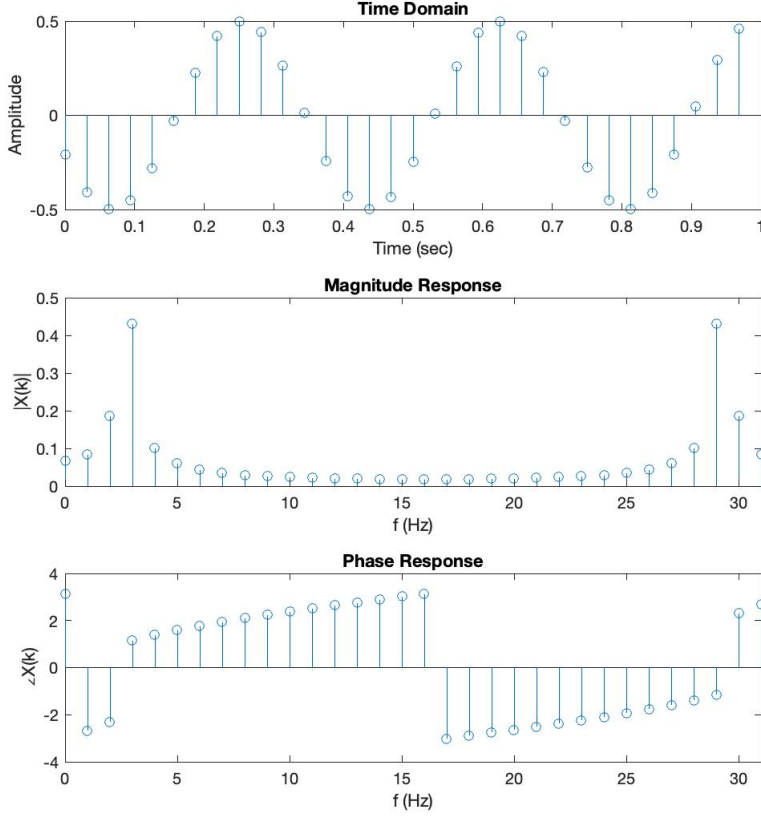 Time Domain
0.5
0
-0.5
Amplitude
0 0.1 0.2 0.3 0.4 0.5 0.6 0.7 0.8 0.9 1
Time (sec)
Magnitude Response
0.5
0.4
0.3
0.2
0.1
0
|X(k)|
0 5 10 15 20 25 30
f (Hz)
Phase Response
4
2
0
-2
-4
∠X(k)
0 5 10 15 20 25 30
f (Hz)